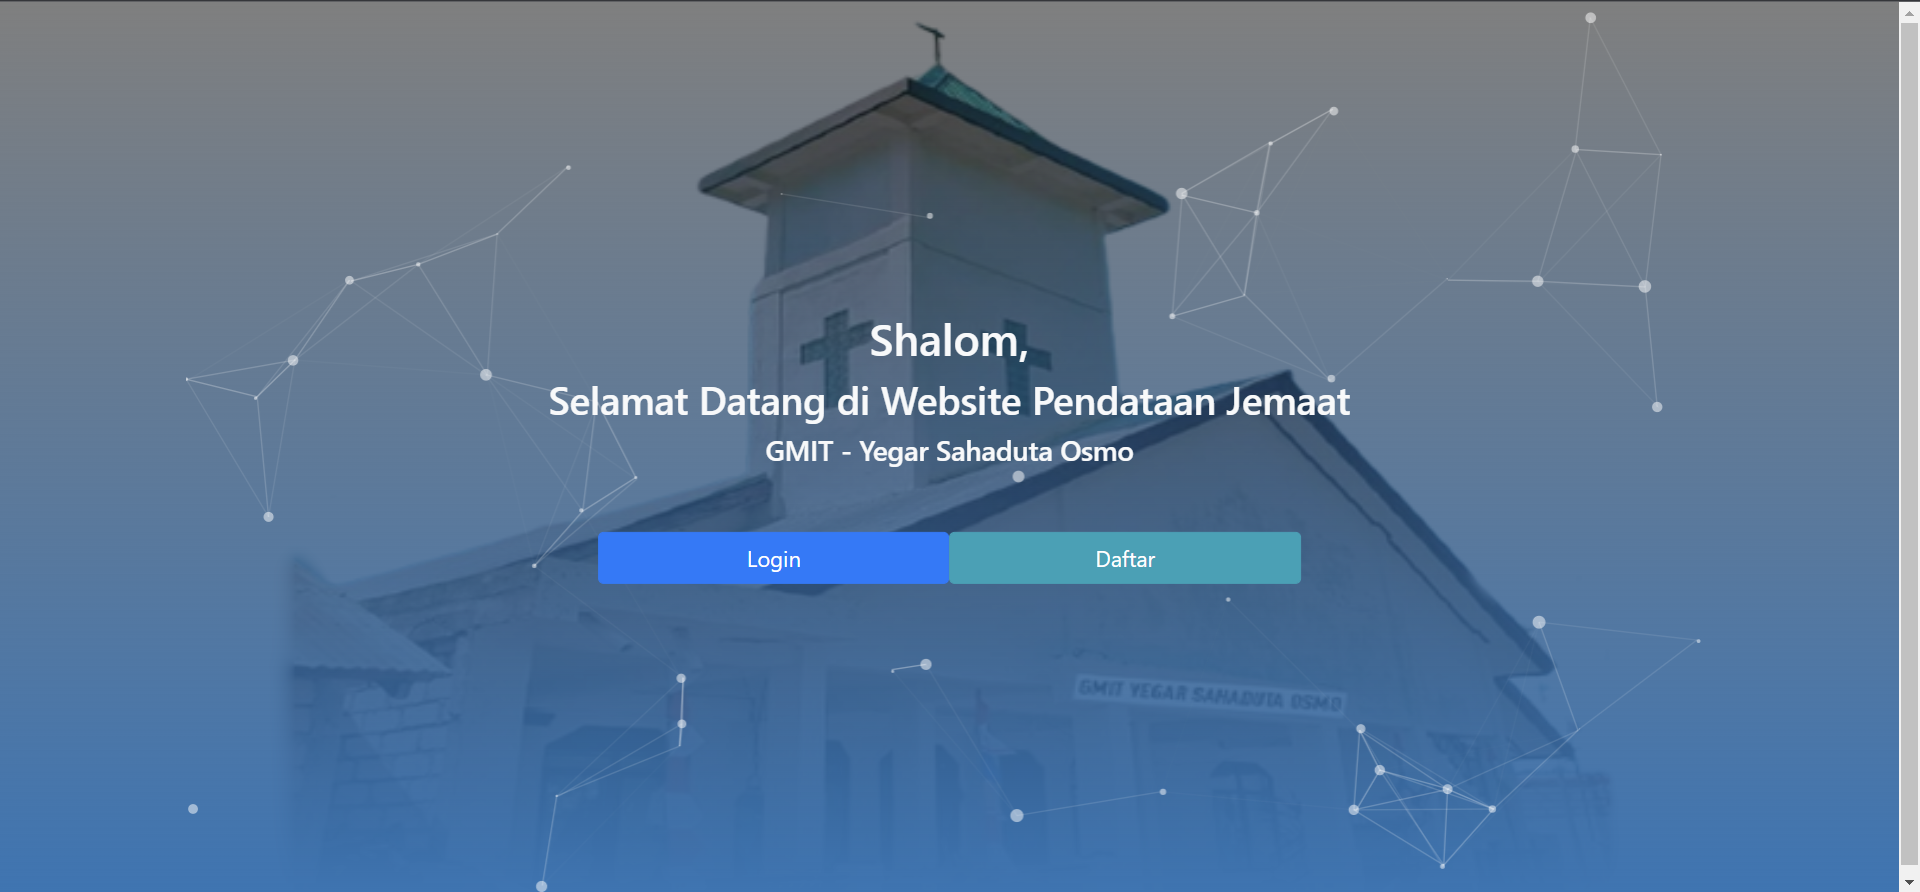 Shalom,
Selamat Datang di Website Pendataan Jemaat
GMIT - Yegar Sahaduta Osmo
Login
Daftar
GMIT YEGAR SAHADUTA OSMO